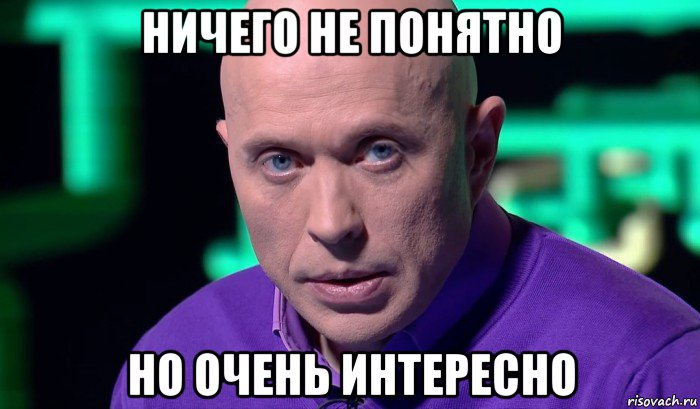 НИЧЕГО НЕ ПОНЯТНО
НО ОЧЕНЬ ИНТЕРЕСНО
risovach.ru